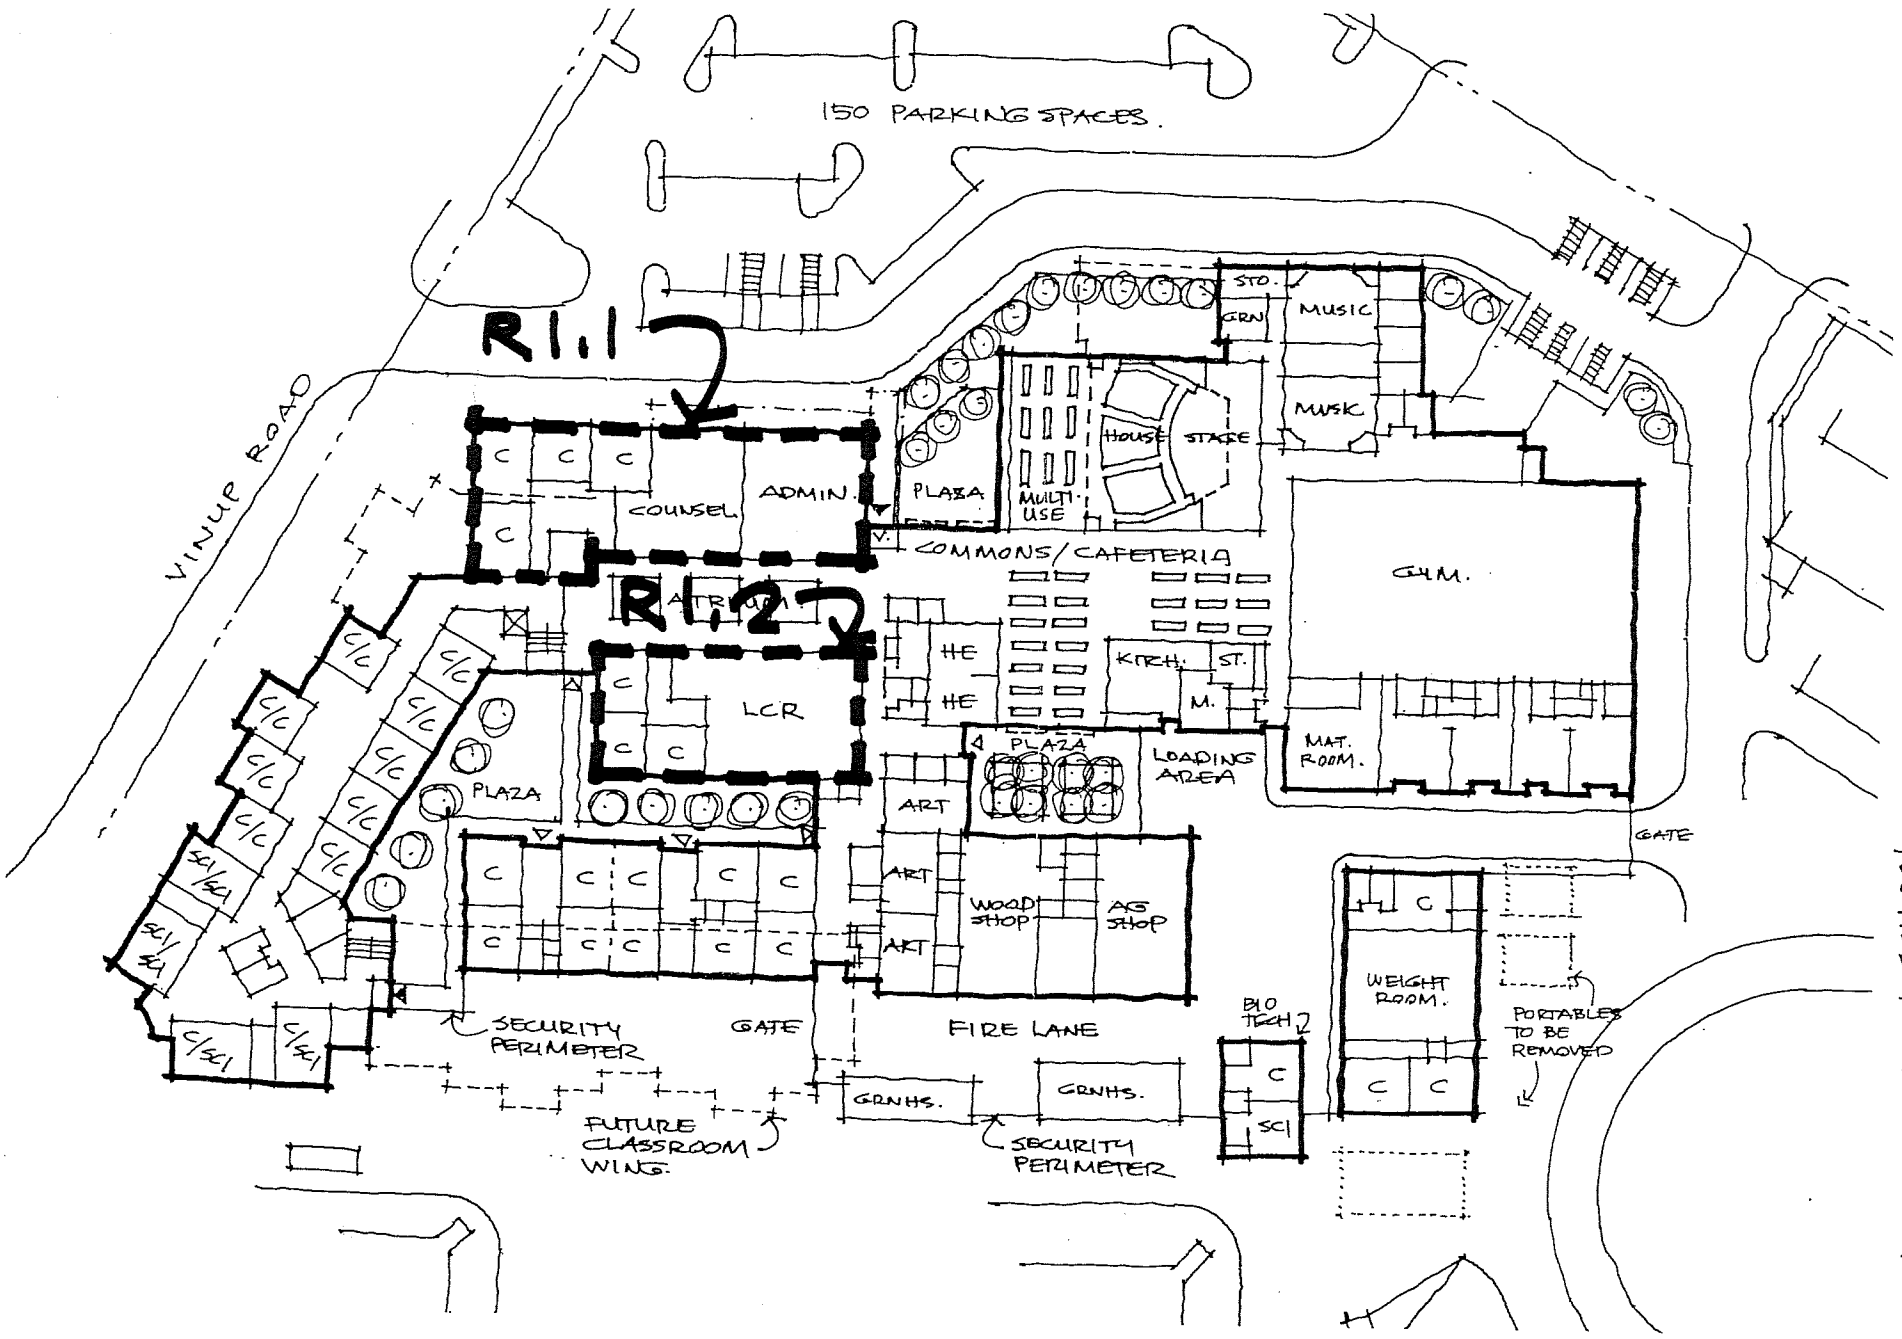 150 PARKING SPACES.
R1.1
STO.
GRN
MUSIC
MUSIC
VINUP ROAD
C
C
C
C
COUNSEL
ADMIN.
PLAZA
MULTI
USE
HOUSE
STAGE
V.
COMMONS/CAFETERIA
GYM.
ATRIUM.
R1.2
C/C
C/C
C/C
C/C
C/C
C/C
C/C
C/C
C/C
SCI/SCI
SCI/
SCI
C/SCI
C/SCI
C
C
C
LCR
HE
HE
KITCH.
ST.
M.
PLAZA
PLAZA
LOADING
AREA
MAT.
ROOM.
GATE
ART
ART
ART
C
C
C
C
C
C
C
C
C
C
WOOD
SHOP
AG
SHOP
C
WEIGHT
ROOM.
C
C
PORTABLES
TO BE
REMOVED
BIO
TECH
C
SCI
SECURITY
PERIMETER
GATE
FIRE LANE
GRNHS.
GRNHS.
FUTURE
CLASSROOM
WING.
SECURITY
PERIMETER